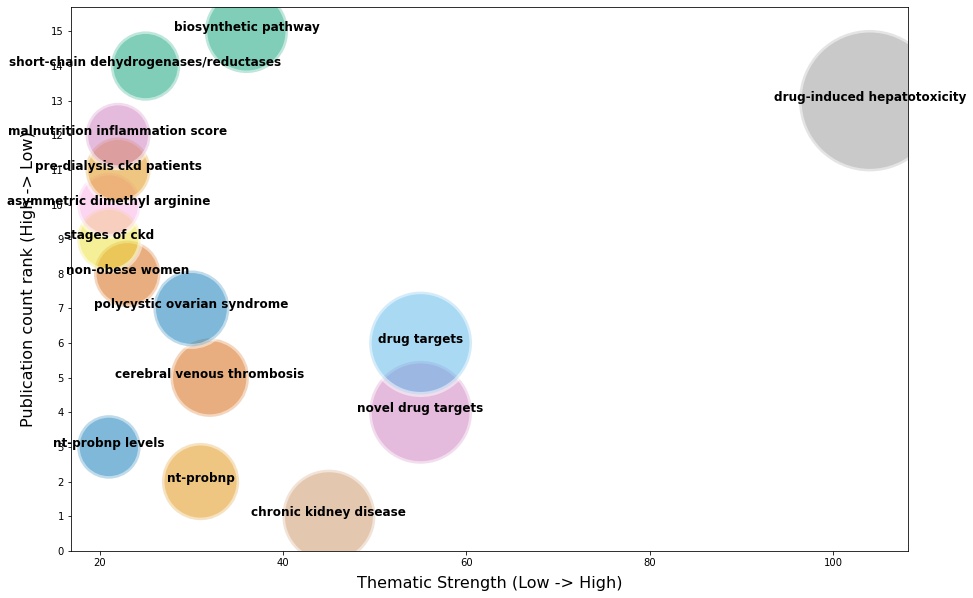 biosynthetic pathway
short-chain dehydrogenases/reductases
drug-induced hepatotoxicity
malnutrition inflammation score
pre-dialysis ckd patients
asymmetric dimethyl arginine
stages of ckd
non-obese women
polycystic ovarian syndrome
drug targets
cerebral venous thrombosis
novel drug targets
nt-probnp levels
nt-probnp
chronic kidney disease
15
14
13
12
11
10
9
8
7
6
5
4
3
2
1
0
20
40
60
80
100
Publication count rank (High -> Low)
Thematic Strength (Low -> High)